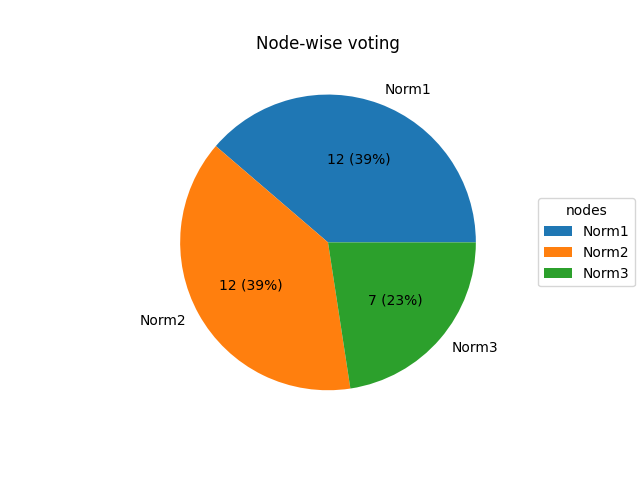 Node-wise voting
Norm1
12 (39%)
12 (39%)
Norm2
7 (23%)
Norm3
nodes
Norm1
Norm2
Norm3